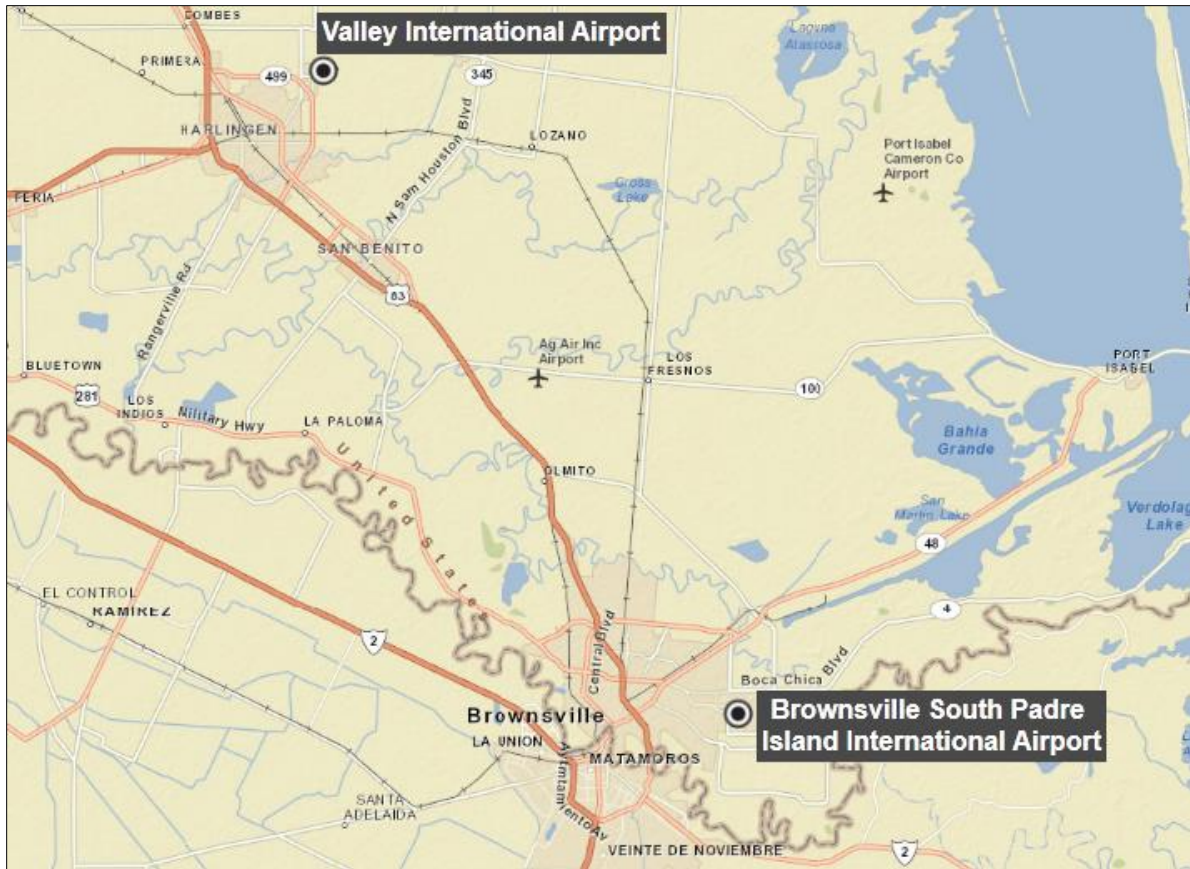 COMBES
Valley International Airport
Laguna
Atascosa
PRIMERA
499
345
HARLINGEN
LOZANO
N Sam Houston Blvd
Port Isabel
Cameron Co
Airport
FERIA
Gross
Lake
SAN BENITO
83
Rangerville Rd
Ag Air Inc
Airport
LOS
FRESNOS
PORT
ISABEL
BLUETOWN
281
100
LOS
INDIOS
Military Hwy
LA PALOMA
Bahia
Grande
United States
OLMITO
San
Martin Lake
Verdolaga
Lake
48
EL CONTROL
RAMIREZ
4
2
Central Blvd
Boca Chica Blvd
Brownsville
Brownsville South Padre
Island International Airport
LA UNION
MATAMOROS
SANTA
ADELAIDA
VEINTE DE NOVIEMBRE
2